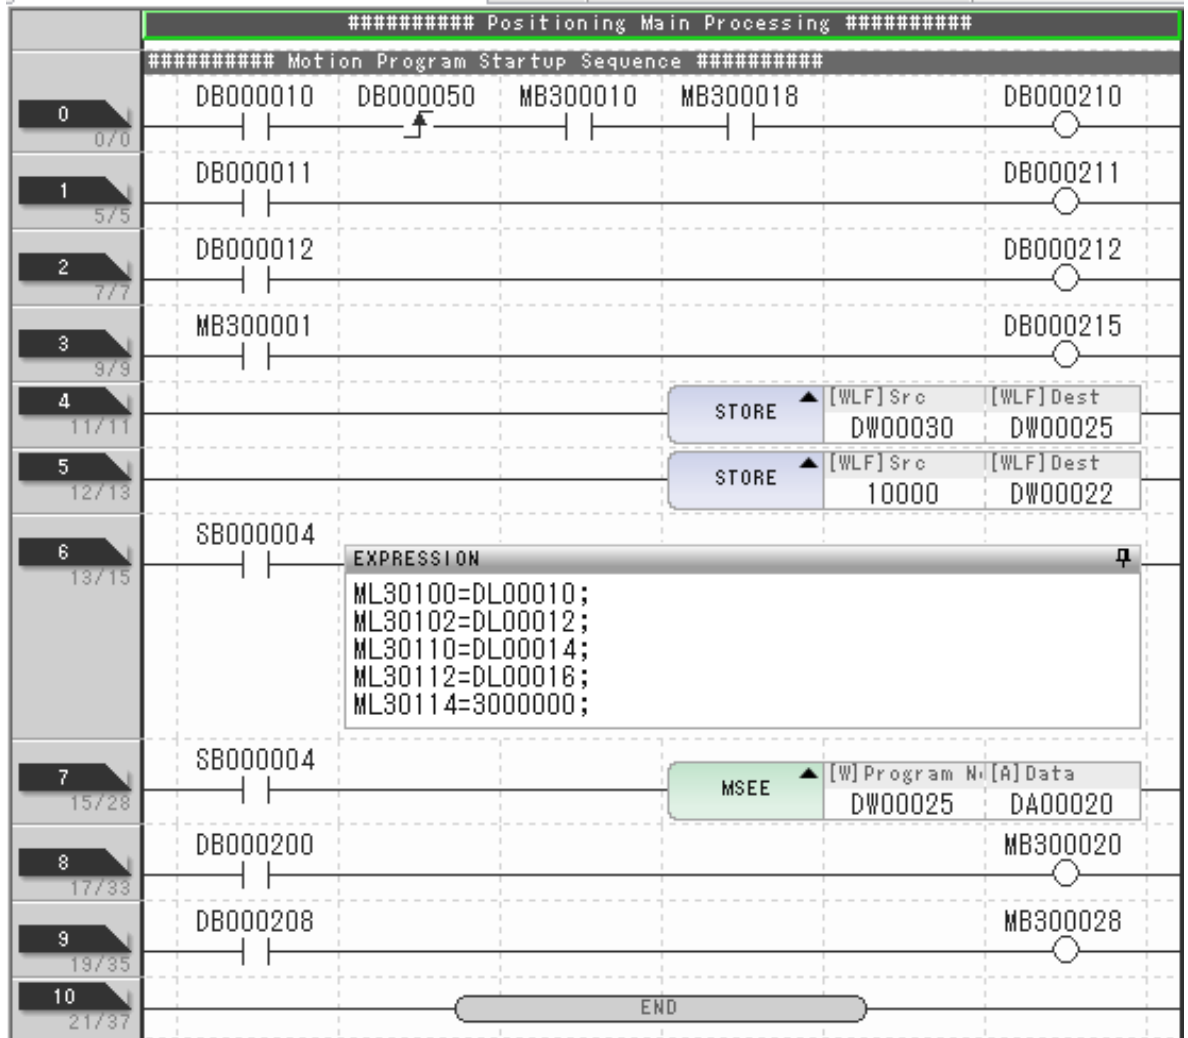 ########## Positioning Main Processing ##########
########## Motion Program Startup Sequence ##########
0 DB000010 DB000050 MB300010 MB300018 DB000210
0/0
1 DB000011 DB000211
5/5
2 DB000012 DB000212
7/7
3 MB300001 DB000215
9/9
4 STORE [WLF]Src [WLF]Dest
11/11 DW00030 DW00025
5 STORE [WLF]Src [WLF]Dest
12/13 10000 DW00022
6 SB000004
13/15 EXPRESSION
ML30100=DL00010;
ML30102=DL00012;
ML30110=DL00014;
ML30112=DL00016;
ML30114=3000000;
7 SB000004 MSEE [W]Program N [A]Data
15/28 DW00025 DA00020
8 DB000200 MB300020
17/33
9 DB000208 MB300028
19/35
10 END
21/37